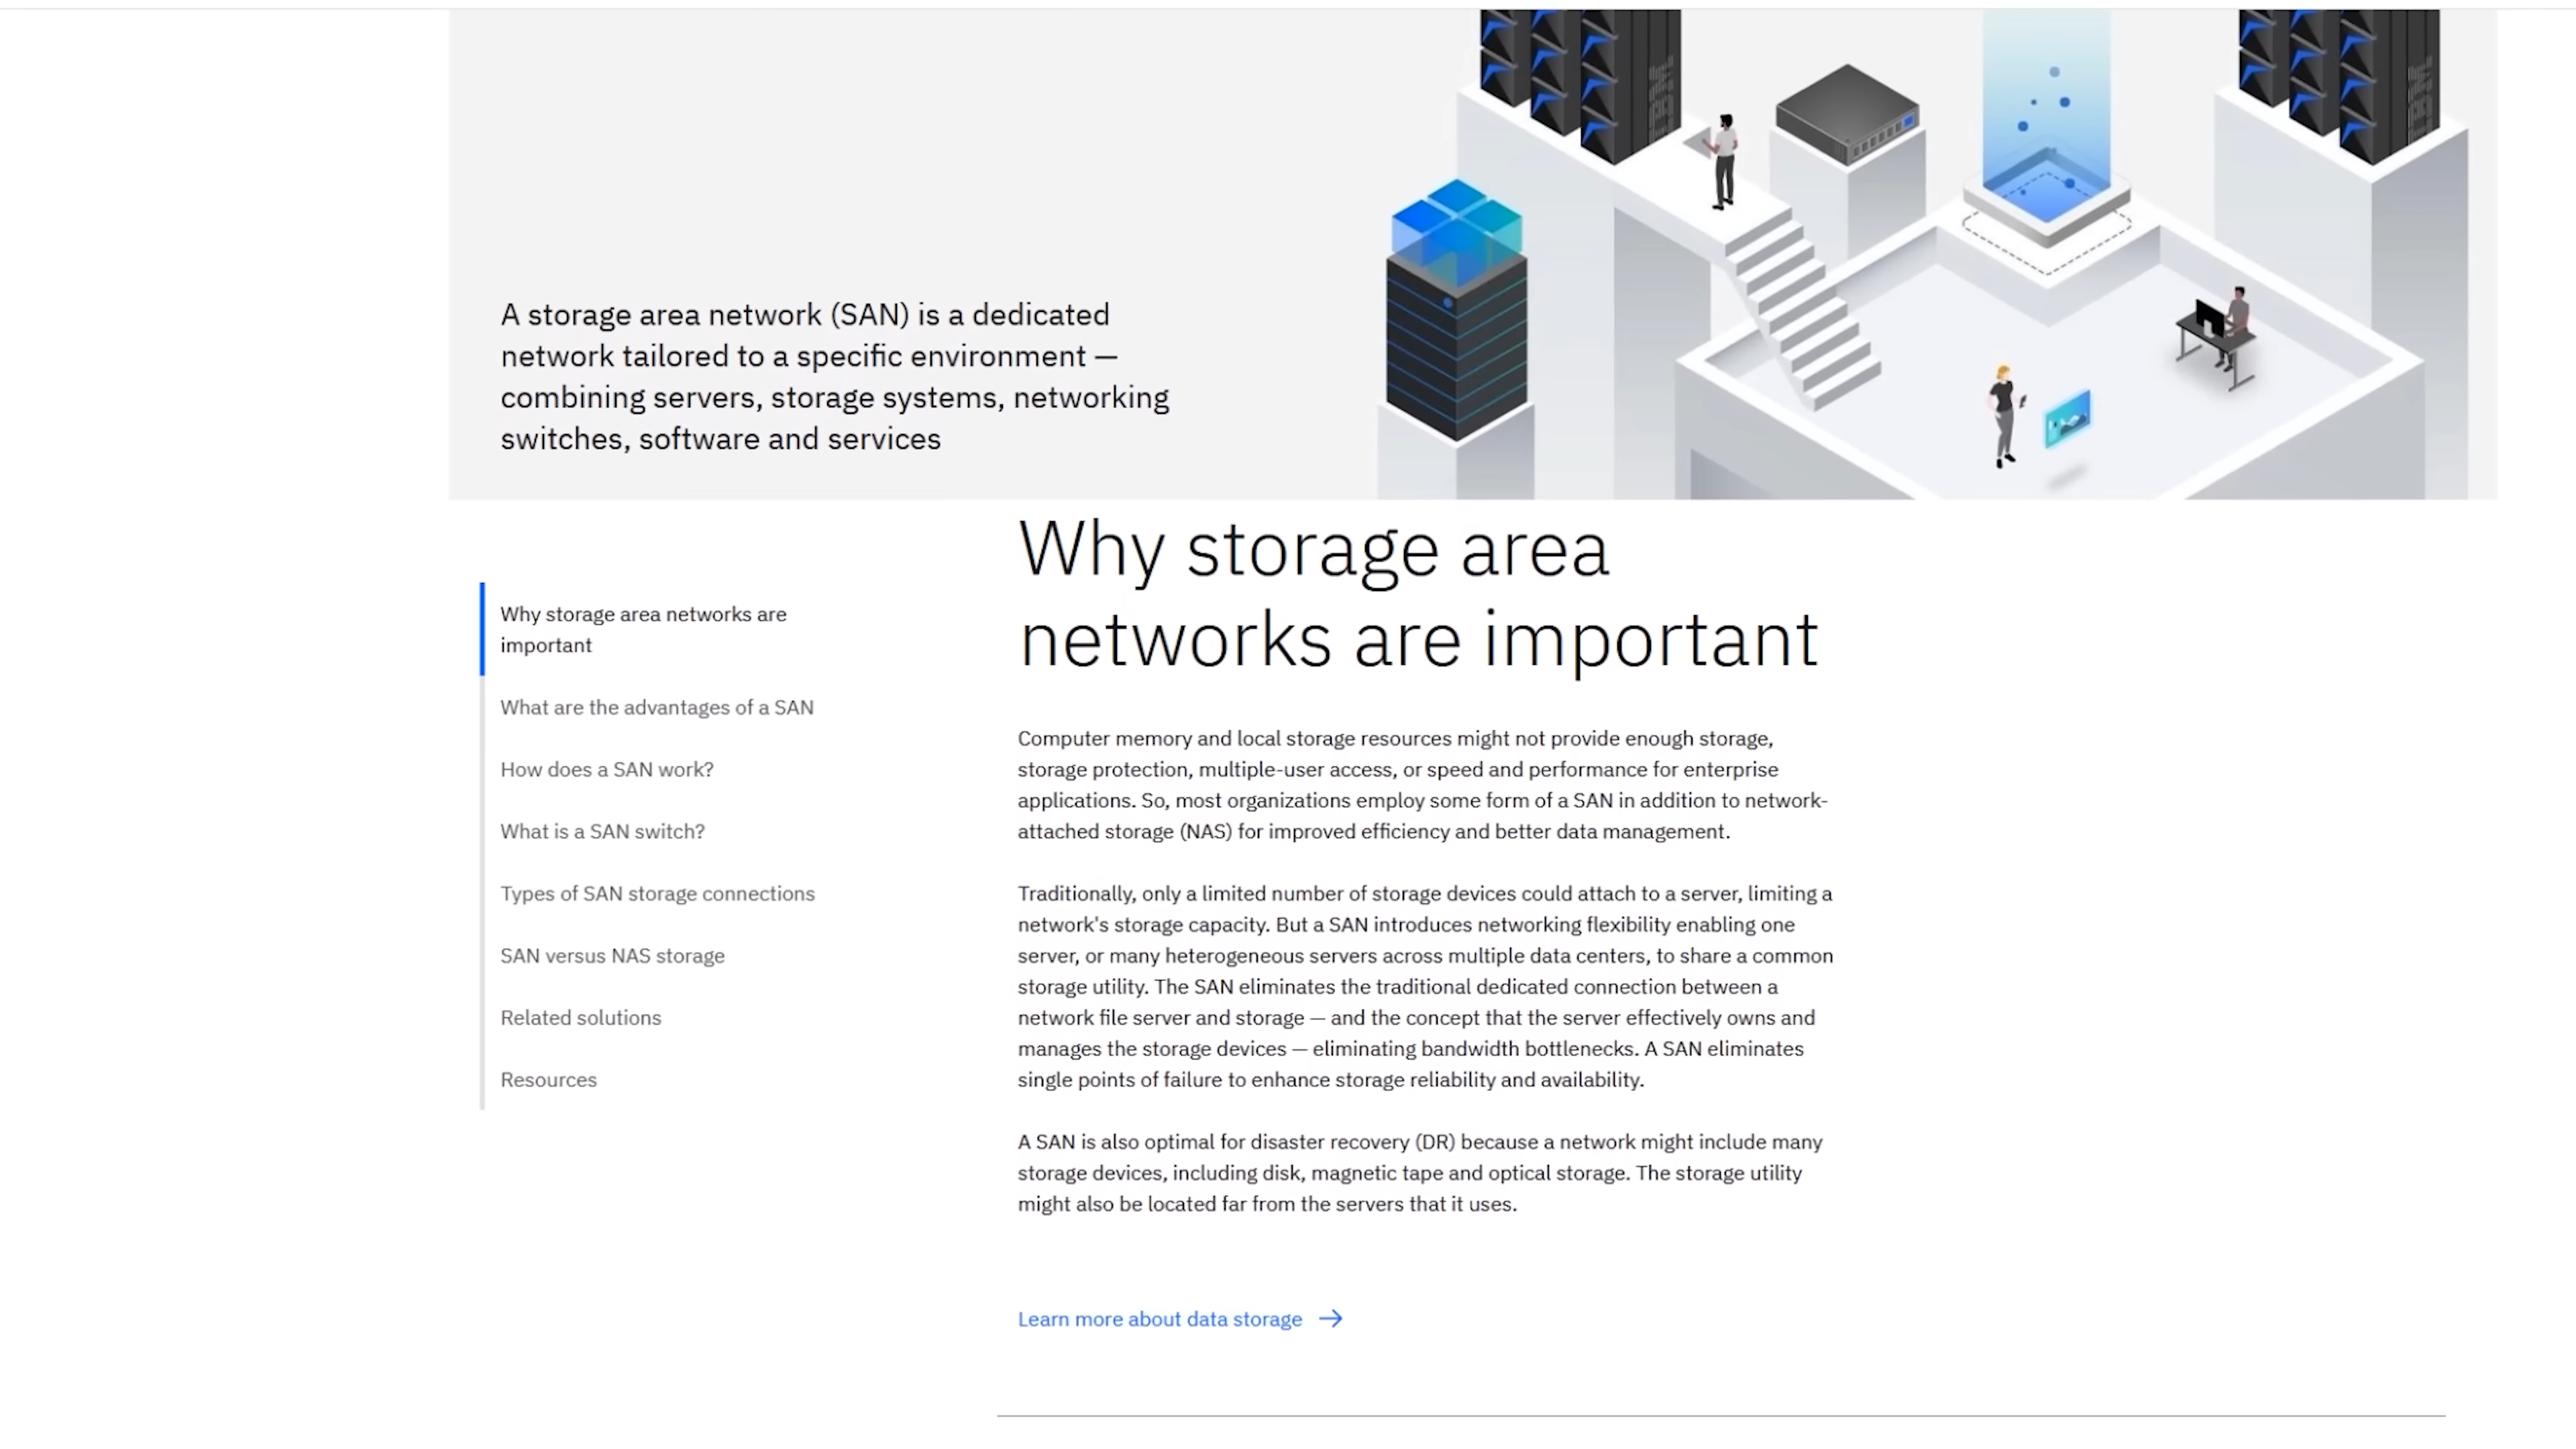 A storage area network (SAN) is a dedicated
network tailored to a specific environment —
combining servers, storage systems, networking
switches, software and services
Why storage area networks are
important
What are the advantages of a SAN
How does a SAN work?
What is a SAN switch?
Types of SAN storage connections
SAN versus NAS storage
Related solutions
Resources
Why storage area
networks are important
Computer memory and local storage resources might not provide enough storage,
storage protection, multiple-user access, or speed and performance for enterprise
applications. So, most organizations employ some form of a SAN in addition to network-
attached storage (NAS) for improved efficiency and better data management.
Traditionally, only a limited number of storage devices could attach to a server, limiting a
network's storage capacity. But a SAN introduces networking flexibility enabling one
server, or many heterogeneous servers across multiple data centers, to share a common
storage utility. The SAN eliminates the traditional dedicated connection between a
network file server and storage — and the concept that the server effectively owns and
manages the storage devices — eliminating bandwidth bottlenecks. A SAN eliminates
single points of failure to enhance storage reliability and availability.
A SAN is also optimal for disaster recovery (DR) because a network might include many
storage devices, including disk, magnetic tape and optical storage. The storage utility
might also be located far from the servers that it uses.
Learn more about data storage →